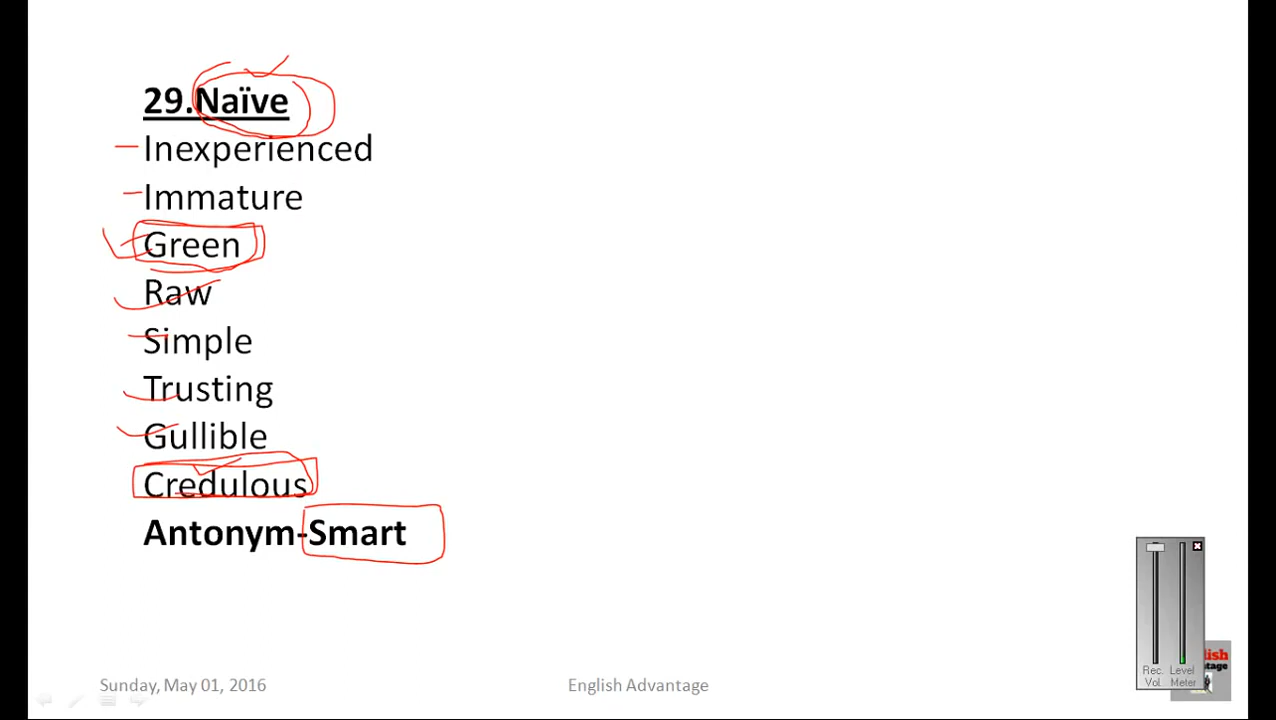 29.Naïve
Inexperienced
Immature
Green
Raw
Simple
Trusting
Gullible
Credulous
Antonym-Smart
Sunday, May 01, 2016
English Advantage
Rec. Level
Vol. Meter